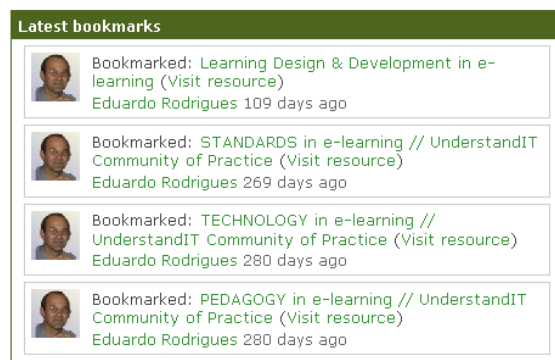 Latest bookmarks
Bookmarked: Learning Design & Development in e-
learning (Visit resource)
Eduardo Rodrigues 109 days ago
Bookmarked: STANDARDS in e-learning // UnderstandIT
Community of Practice (Visit resource)
Eduardo Rodrigues 269 days ago
Bookmarked: TECHNOLOGY in e-learning //
UnderstandIT Community of Practice (Visit resource)
Eduardo Rodrigues 280 days ago
Bookmarked: PEDAGOGY in e-learning // UnderstandIT
Community of Practice (Visit resource)
Eduardo Rodrigues 280 days ago